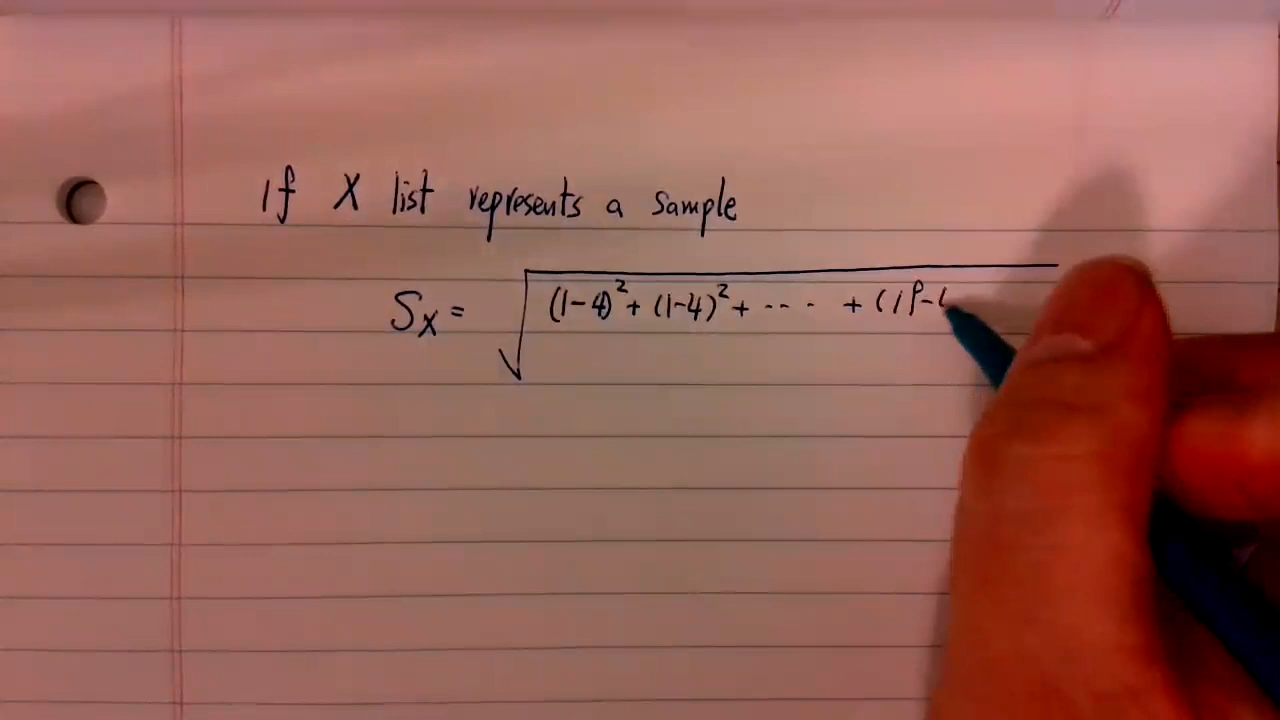 If X list represents a sample
Sx = √(1-4)² + (1-4)² + ---- + (